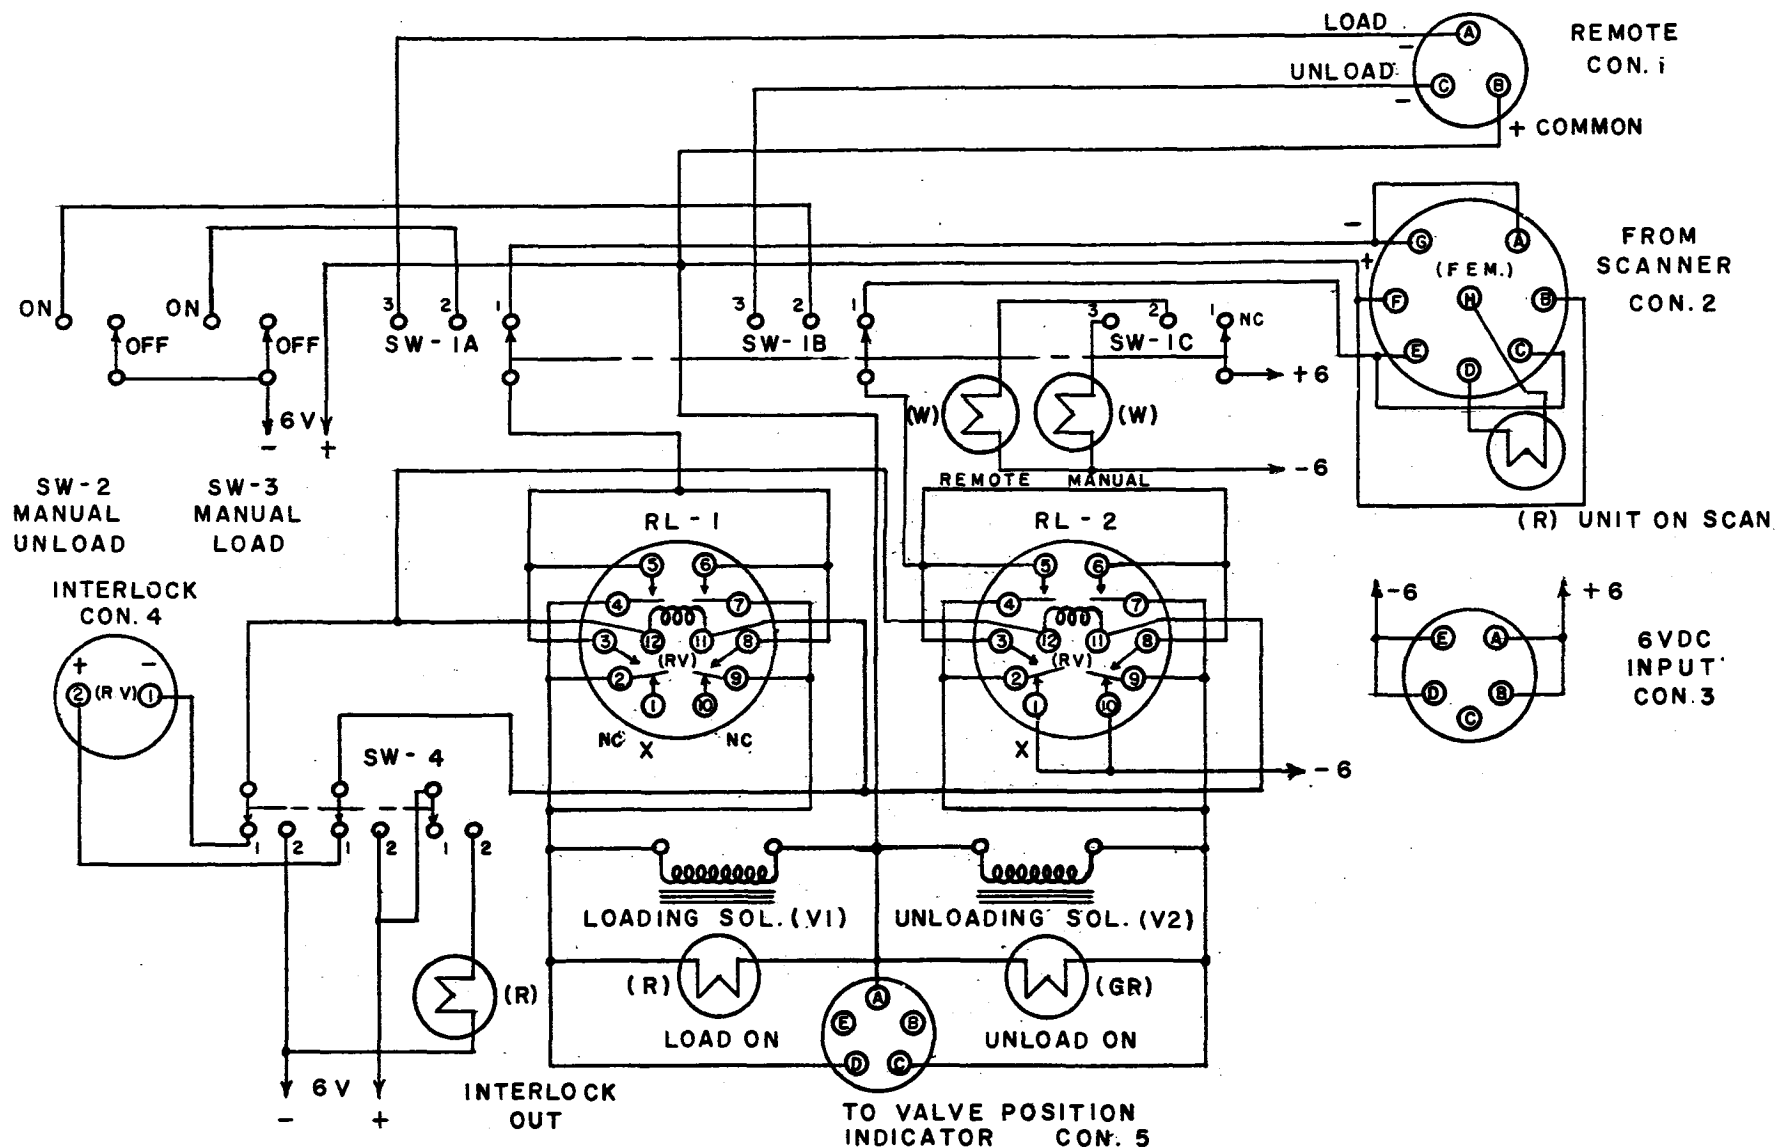 LOAD
A
REMOTE
CON. i
−
UNLOAD
C
B
−
+ COMMON
−
G
A
FROM
SCANNER
CON. 2
+
(FEM.)
F
H
B
E
C
D
ON
OFF
ON
OFF
3
2
1
SW-1A
3
2
1
SW-1B
3
2
1
NC
SW-1C
+6
6V
−
+
(W)
(W)
-6
REMOTE
MANUAL
(R) UNIT ON SCAN
SW-2
MANUAL
UNLOAD
SW-3
MANUAL
LOAD
RL-1
5
6
4
7
3
12
11
8
(RV)
2
9
1
10
NC
X
NC
RL-2
5
6
4
7
3
12
11
8
(RV)
2
9
1
10
X
-6
-6
+6
E
A
D
B
C
6VDC
INPUT
CON.3
INTERLOCK
CON. 4
+
−
2
(RV)
1
SW-4
1
2
1
2
1
2
LOADING SOL.(V1)
UNLOADING SOL.(V2)
(R)
(R)
(GR)
LOAD ON
UNLOAD ON
A
E
B
D
C
6V
−
+
INTERLOCK
OUT
TO VALVE POSITION
INDICATOR CON. 5